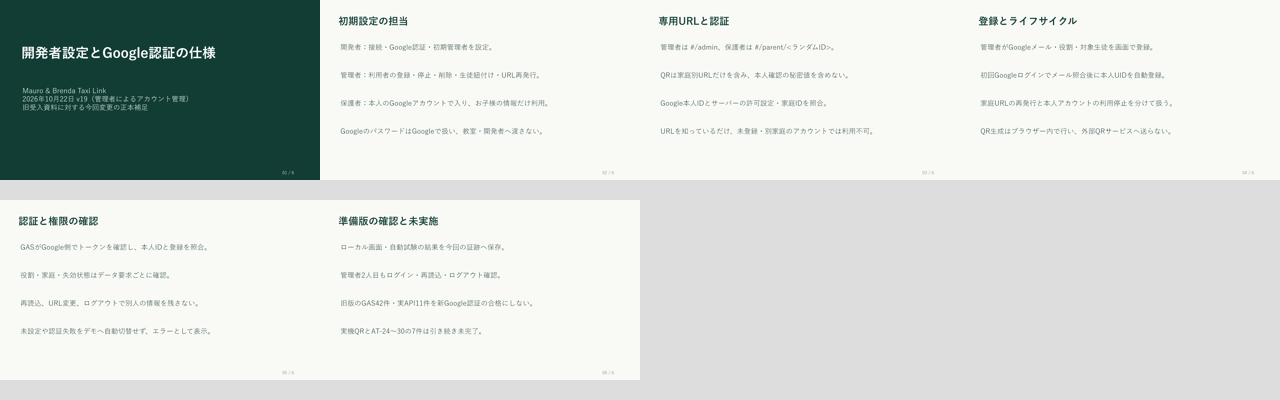 開発者設定とGoogle認証の仕様
Mauro & Brenda Taxi Link
2026年10月22日 v19（管理者によるアカウント管理）
旧受入資料に対する今回変更の正本補足
01 / 6
初期設定の担当
開発者：接続・Google認証・初期管理者を設定。
管理者：利用者の登録・停止・削除・生徒紐付け・URL再発行。
保護者：本人のGoogleアカウントで入り、お子様の情報だけ利用。
GoogleのパスワードはGoogleで扱い、教室・開発者へ渡さない。
02 / 6
専用URLと認証
管理者は #/admin、保護者は #/parent/<ランダムID>。
QRは家庭別URLだけを含み、本人確認の秘密値を含めない。
Google本人IDとサーバーの許可設定・家庭IDを照合。
URLを知っているだけ、未登録・別家庭のアカウントでは利用不可。
03 / 6
登録とライフサイクル
管理者がGoogleメール・役割・対象生徒を画面で登録。
初回Googleログインでメール照合後に本人UIDを自動登録。
家庭URLの再発行と本人アカウントの利用停止を分けて扱う。
QR生成はブラウザー内で行い、外部QRサービスへ送らない。
04 / 6
認証と権限の確認
GASがGoogle側でトークンを確認し、本人IDと登録を照合。
役割・家庭・失効状態はデータ要求ごとに確認。
再読込、URL変更、ログアウトで別人の情報を残さない。
未設定や認証失敗をデモへ自動切替せず、エラーとして表示。
05 / 6
準備版の確認と未実施
ローカル画面・自動試験の結果を今回の証跡へ保存。
管理者2人目もログイン・再読込・ログアウト確認。
旧版のGAS42件・実API11件を新Google認証の合格にしない。
実機QRとAT-24〜30の7件は引き続き未完了。
06 / 6